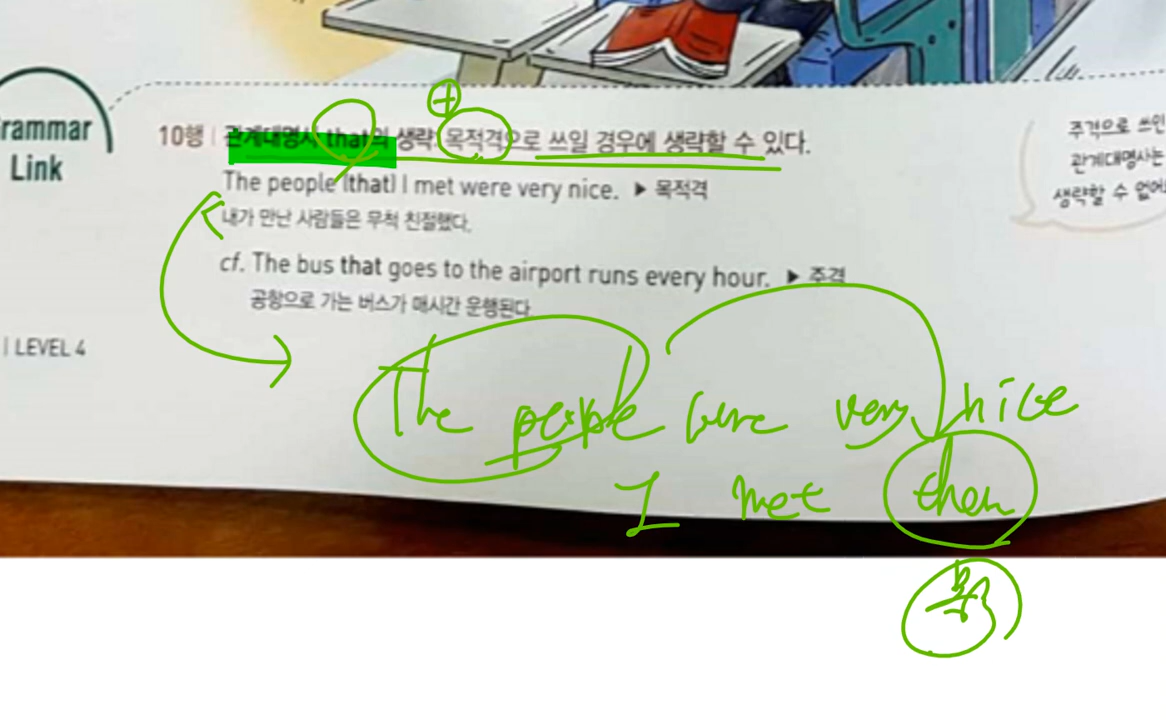 rammar
Link
10행 | 관계대명사 that의 생략: 목적격으로 쓰일 경우에 생략할 수 있다.
The people (that) I met were very nice. ▶ 목적격
내가 만난 사람들은 무척 친절했다.
cf. The bus that goes to the airport runs every hour. ▶ 주격
공항으로 가는 버스가 매시간 운행된다.
주격으로 쓰인
관계대명사는
생략할 수 없어
| LEVEL 4
The people were very nice
I met them